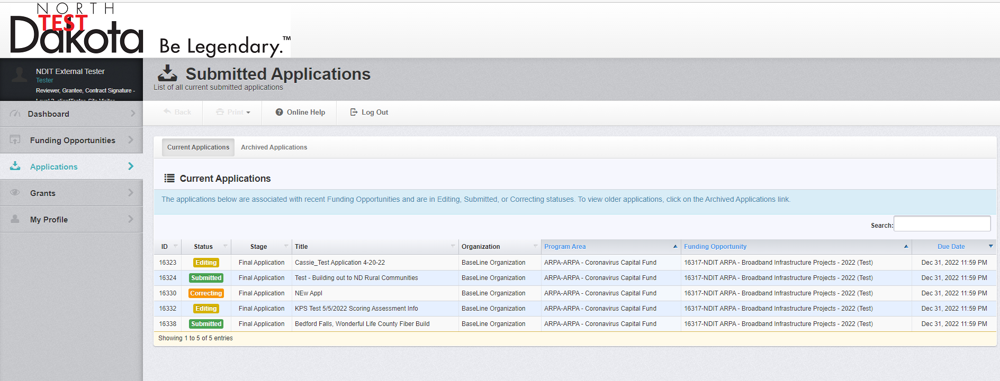 NORTH
TEST
Dakota Be Legendary.™
NDIT External Tester
Tester
Reviewer, Grantee, Contract Signature -
Dashboard
Funding Opportunities
Applications
Grants
My Profile
Submitted Applications
List of all current submitted applications
Back Print Online Help Log Out
Current Applications Archived Applications
Current Applications
The applications below are associated with recent Funding Opportunities and are in Editing, Submitted, or Correcting statuses. To view older applications, click on the Archived Applications link.
Search:
ID Status Stage Title Organization Program Area Funding Opportunity Due Date
16323 Editing Final Application Cassie_Test Application 4-20-22 BaseLine Organization ARPA-ARPA - Coronavirus Capital Fund 16317-NDIT ARPA - Broadband Infrastructure Projects - 2022 (Test) Dec 31, 2022 11:59 PM
16324 Submitted Final Application Test - Building out to ND Rural Communities BaseLine Organization ARPA-ARPA - Coronavirus Capital Fund 16317-NDIT ARPA - Broadband Infrastructure Projects - 2022 (Test) Dec 31, 2022 11:59 PM
16330 Correcting Final Application NEw Appl BaseLine Organization ARPA-ARPA - Coronavirus Capital Fund 16317-NDIT ARPA - Broadband Infrastructure Projects - 2022 (Test) Dec 31, 2022 11:59 PM
16332 Editing Final Application KPS Test 5/5/2022 Scoring Assessment Info BaseLine Organization ARPA-ARPA - Coronavirus Capital Fund 16317-NDIT ARPA - Broadband Infrastructure Projects - 2022 (Test) Dec 31, 2022 11:59 PM
16338 Submitted Final Application Bedford Falls, Wonderful Life County Fiber Build BaseLine Organization ARPA-ARPA - Coronavirus Capital Fund 16317-NDIT ARPA - Broadband Infrastructure Projects - 2022 (Test) Dec 31, 2022 11:59 PM
Showing 1 to 5 of 5 entries